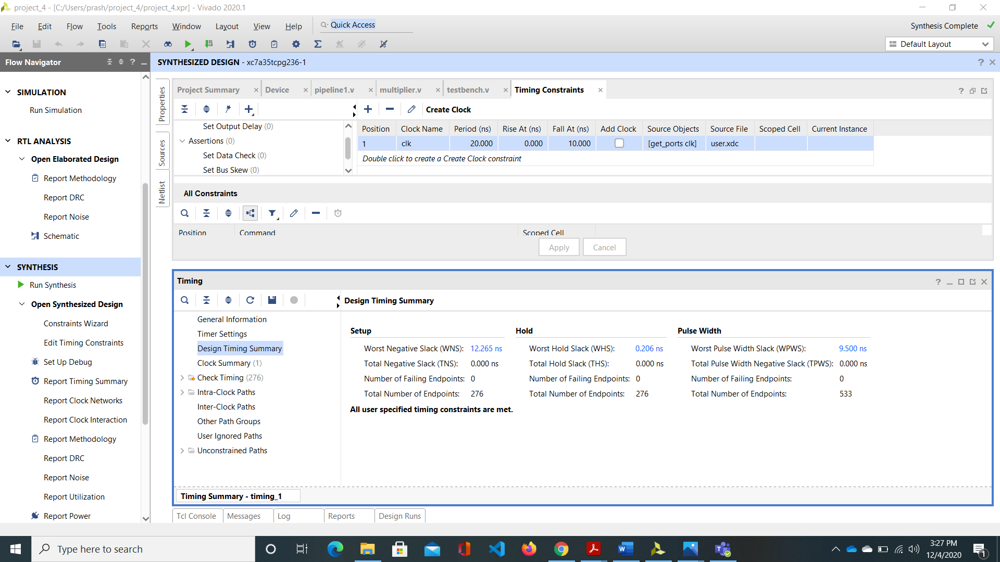 project_4 - [C:/Users/prash/project_4/project_4.xpr] - Vivado 2020.1
File Edit Flow Tools Reports Window Layout View Help Quick Access
Synthesis Complete
Default Layout
Flow Navigator
SIMULATION
Run Simulation
RTL ANALYSIS
Open Elaborated Design
Report Methodology
Report DRC
Report Noise
Schematic
SYNTHESIS
Run Synthesis
Open Synthesized Design
Constraints Wizard
Edit Timing Constraints
Set Up Debug
Report Timing Summary
Report Clock Networks
Report Clock Interaction
Report Methodology
Report DRC
Report Noise
Report Utilization
Report Power
SYNTHESIZED DESIGN - xc7a35tcpg236-1
Properties
Sources
Netlist
Project Summary Device pipeline1.v multiplier.v testbench.v Timing Constraints
Set Output Delay (0)
Assertions (0)
Set Data Check (0)
Set Bus Skew (0)
Create Clock
Position Clock Name Period (ns) Rise At (ns) Fall At (ns) Add Clock Source Objects Source File Scoped Cell Current Instance
1 clk 20.000 0.000 10.000 [get_ports clk] user.xdc
Double click to create a Create Clock constraint
All Constraints
Position Command Scoped Cell
Apply Cancel
Timing
General Information
Timer Settings
Design Timing Summary
Clock Summary (1)
Check Timing (276)
Intra-Clock Paths
Inter-Clock Paths
Other Path Groups
User Ignored Paths
Unconstrained Paths
Design Timing Summary
Setup Hold Pulse Width
Worst Negative Slack (WNS): 12.265 ns Worst Hold Slack (WHS): 0.206 ns Worst Pulse Width Slack (WPWS): 9.500 ns
Total Negative Slack (TNS): 0.000 ns Total Hold Slack (THS): 0.000 ns Total Pulse Width Negative Slack (TPWS): 0.000 ns
Number of Failing Endpoints: 0 Number of Failing Endpoints: 0 Number of Failing Endpoints: 0
Total Number of Endpoints: 276 Total Number of Endpoints: 276 Total Number of Endpoints: 533
All user specified timing constraints are met.
Timing Summary - timing_1
Tcl Console Messages Log Reports Design Runs
Type here to search
3:27 PM
12/4/2020
1